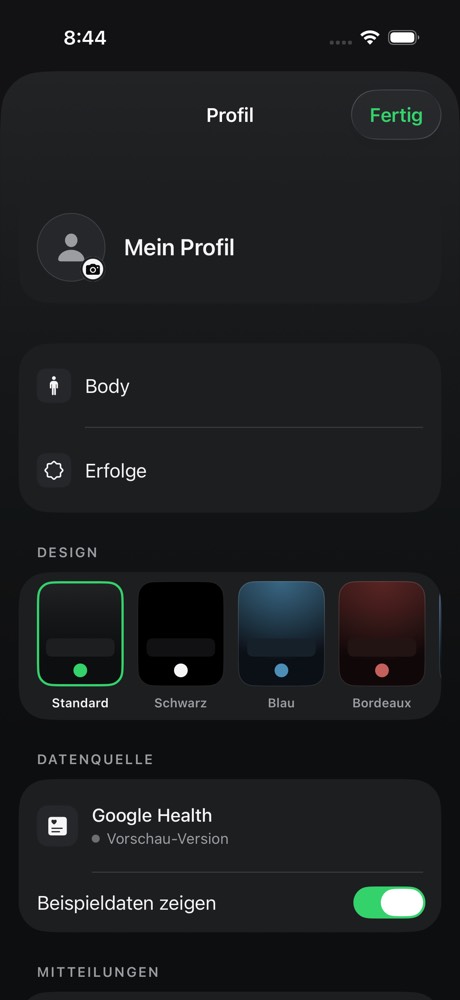 8:44
Profil
Fertig
Mein Profil
Body
Erfolge
DESIGN
Standard
Schwarz
Blau
Bordeaux
DATENQUELLE
Google Health
Vorschau-Version
Beispieldaten zeigen
MITTEILUNGEN